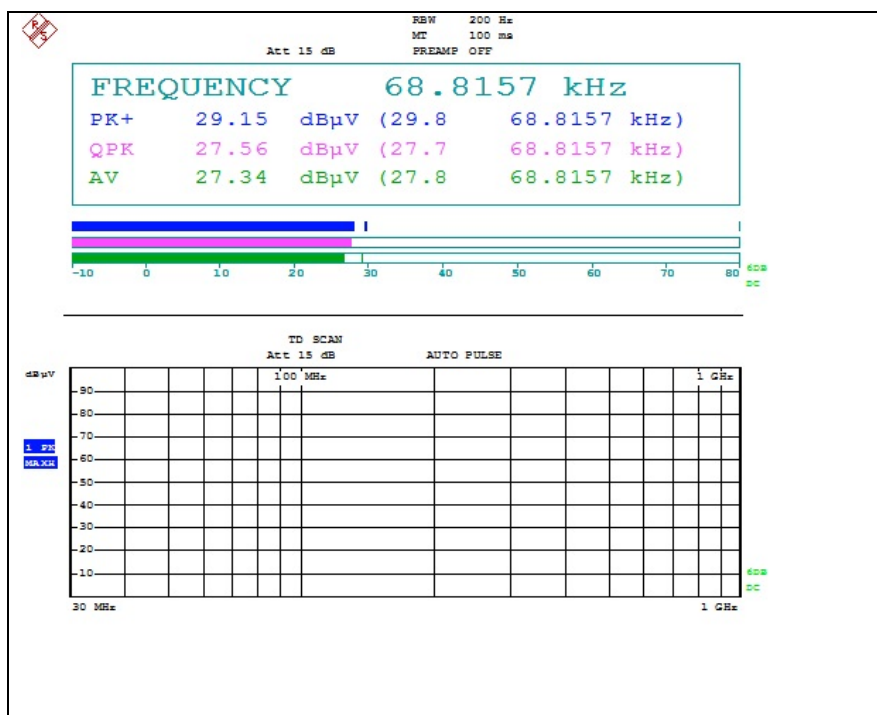 R
S
RBW 200 Hz
MT 100 ms
Att 15 dB PREAMP OFF
FREQUENCY 68.8157 kHz
PK+ 29.15 dBµV (29.8 68.8157 kHz)
QPK 27.56 dBµV (27.7 68.8157 kHz)
AV 27.34 dBµV (27.8 68.8157 kHz)
-10 0 10 20 30 40 50 60 70 80
6DB
DC
TD SCAN
Att 15 dB AUTO PULSE
dBµV
100 MHz 1 GHz
90
80
70
1 PK
MAXH
60
50
40
30
20
10
6DB
DC
30 MHz 1 GHz